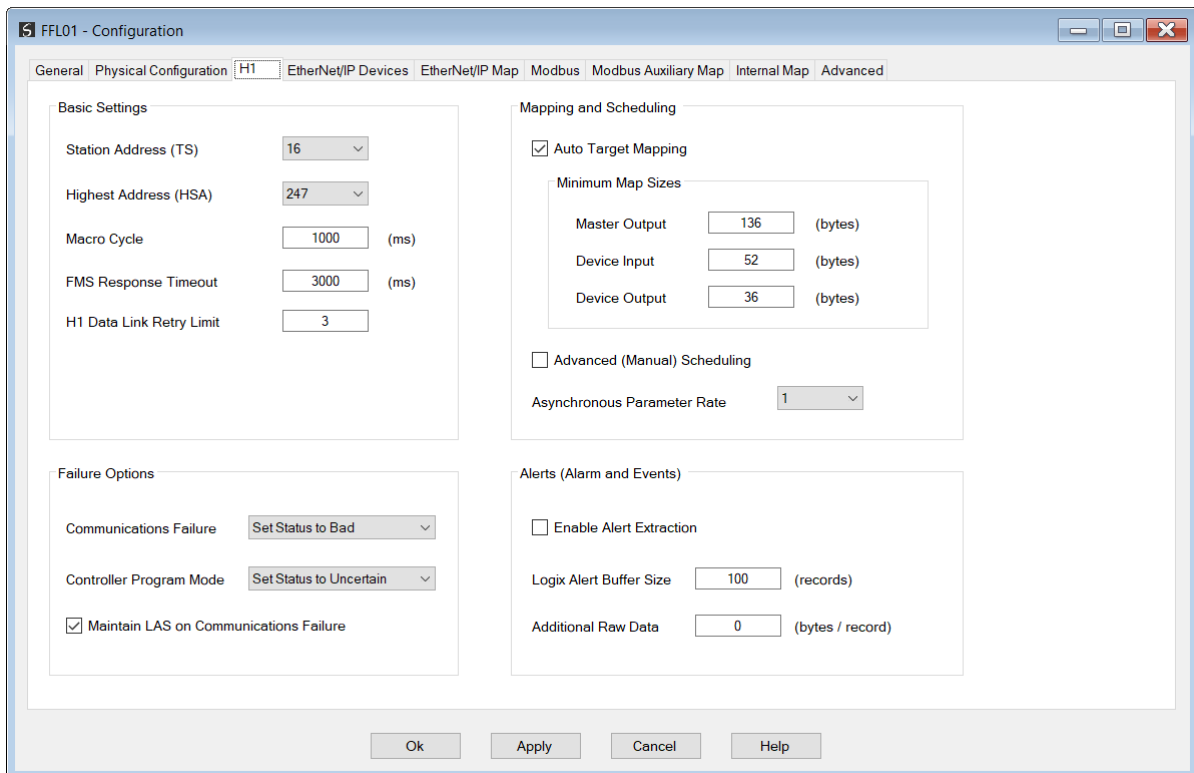 FFL01 - Configuration
General Physical Configuration H1 EtherNet/IP Devices EtherNet/IP Map Modbus Modbus Auxiliary Map Internal Map Advanced
Basic Settings
Station Address (TS) 16
Highest Address (HSA) 247
Macro Cycle 1000 (ms)
FMS Response Timeout 3000 (ms)
H1 Data Link Retry Limit 3
Mapping and Scheduling
Auto Target Mapping
Minimum Map Sizes
Master Output 136 (bytes)
Device Input 52 (bytes)
Device Output 36 (bytes)
Advanced (Manual) Scheduling
Asynchronous Parameter Rate 1
Failure Options
Communications Failure Set Status to Bad
Controller Program Mode Set Status to Uncertain
Maintain LAS on Communications Failure
Alerts (Alarm and Events)
Enable Alert Extraction
Logix Alert Buffer Size 100 (records)
Additional Raw Data 0 (bytes / record)
Ok Apply Cancel Help